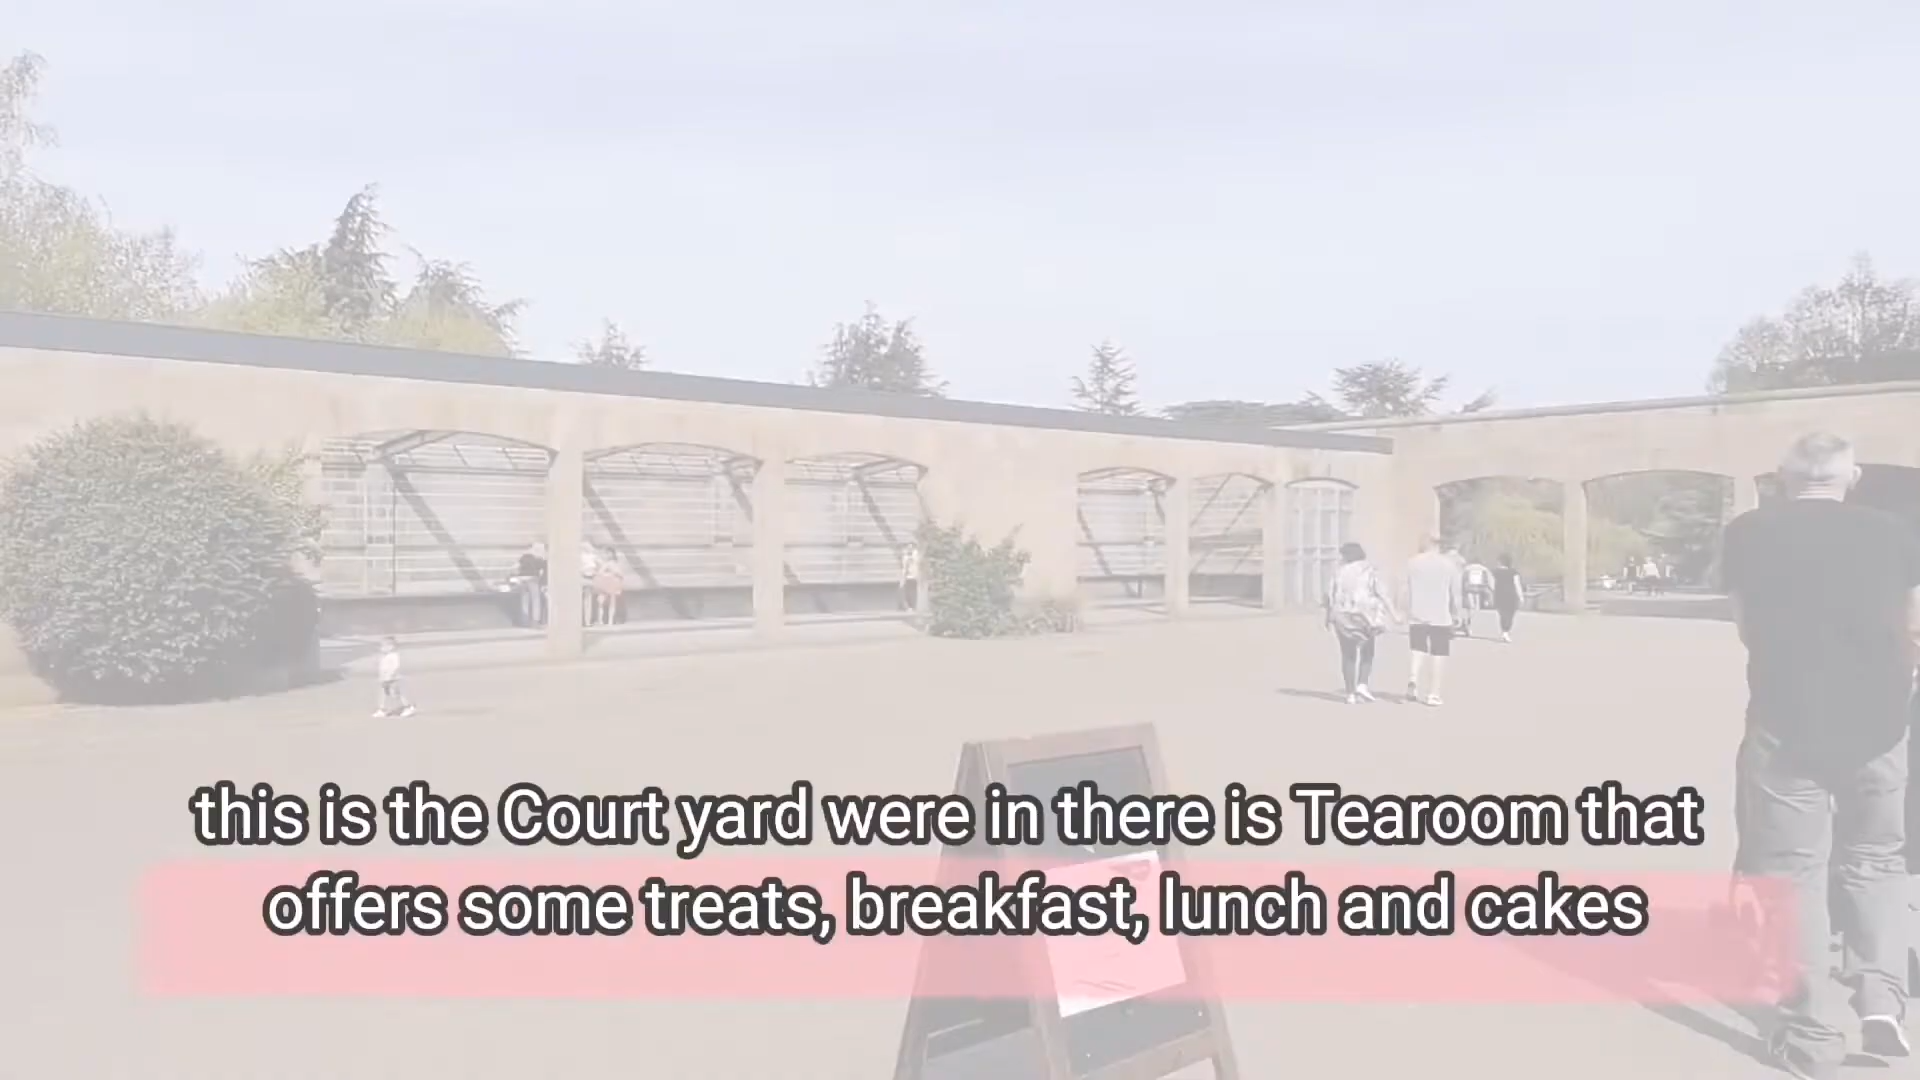 this is the Court yard were in there is Tearoom that
offers some treats, breakfast, lunch and cakes